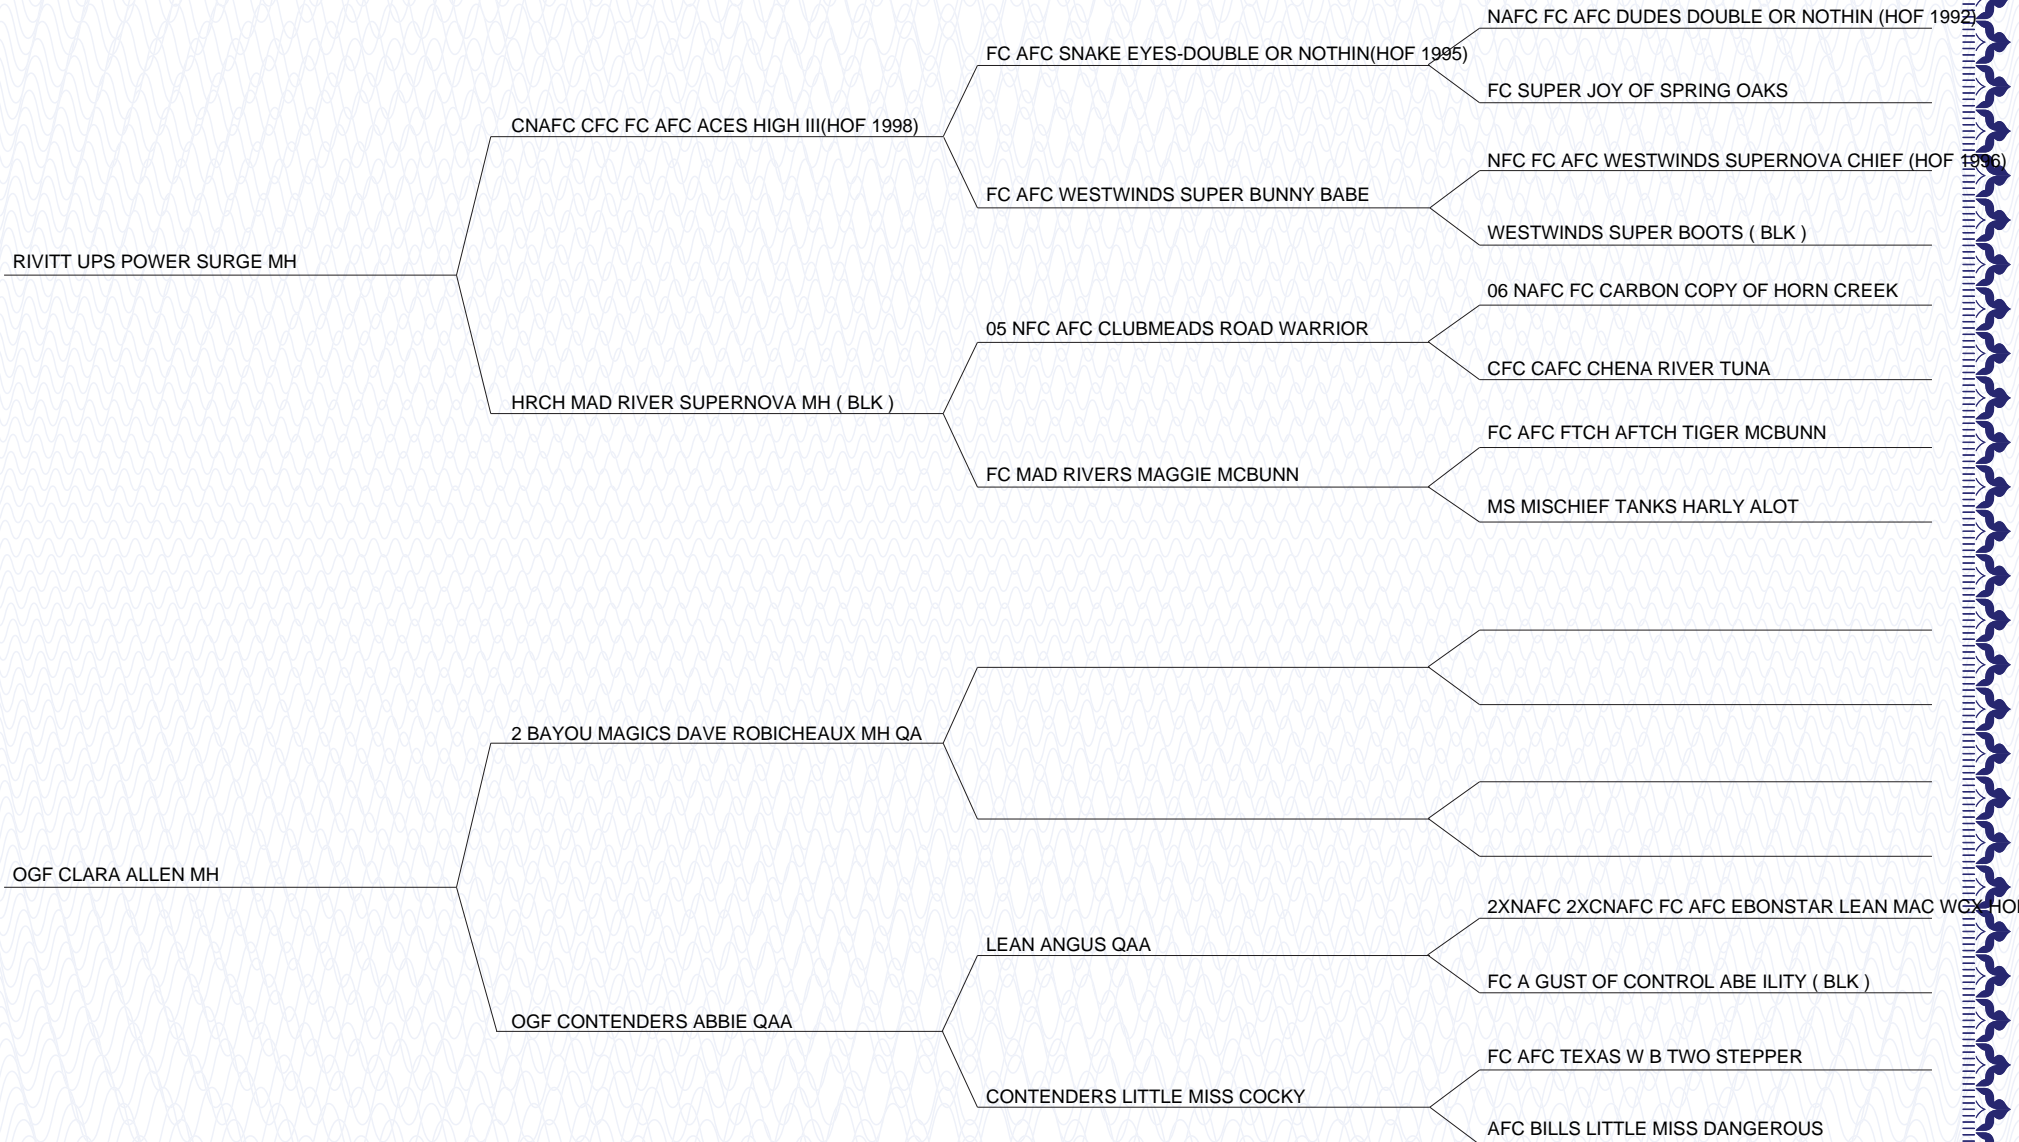 NAFC FC AFC DUDES DOUBLE OR NOTHIN (HOF 1992)
FC AFC SNAKE EYES-DOUBLE OR NOTHIN(HOF 1995)
FC SUPER JOY OF SPRING OAKS
CNAFC CFC FC AFC ACES HIGH III(HOF 1998)
NFC FC AFC WESTWINDS SUPERNOVA CHIEF (HOF 1996)
FC AFC WESTWINDS SUPER BUNNY BABE
WESTWINDS SUPER BOOTS ( BLK )
RIVITT UPS POWER SURGE MH
06 NAFC FC CARBON COPY OF HORN CREEK
05 NFC AFC CLUBMEADS ROAD WARRIOR
CFC CAFC CHENA RIVER TUNA
HRCH MAD RIVER SUPERNOVA MH ( BLK )
FC AFC FTCH AFTCH TIGER MCBUNN
FC MAD RIVERS MAGGIE MCBUNN
MS MISCHIEF TANKS HARLY ALOT
2 BAYOU MAGICS DAVE ROBICHEAUX MH QA
OGF CLARA ALLEN MH
2XNAFC 2XCNAFC FC AFC EBONSTAR LEAN MAC WCX
LEAN ANGUS QAA
FC A GUST OF CONTROL ABE ILITY ( BLK )
OGF CONTENDERS ABBIE QAA
FC AFC TEXAS W B TWO STEPPER
CONTENDERS LITTLE MISS COCKY
AFC BILLS LITTLE MISS DANGEROUS